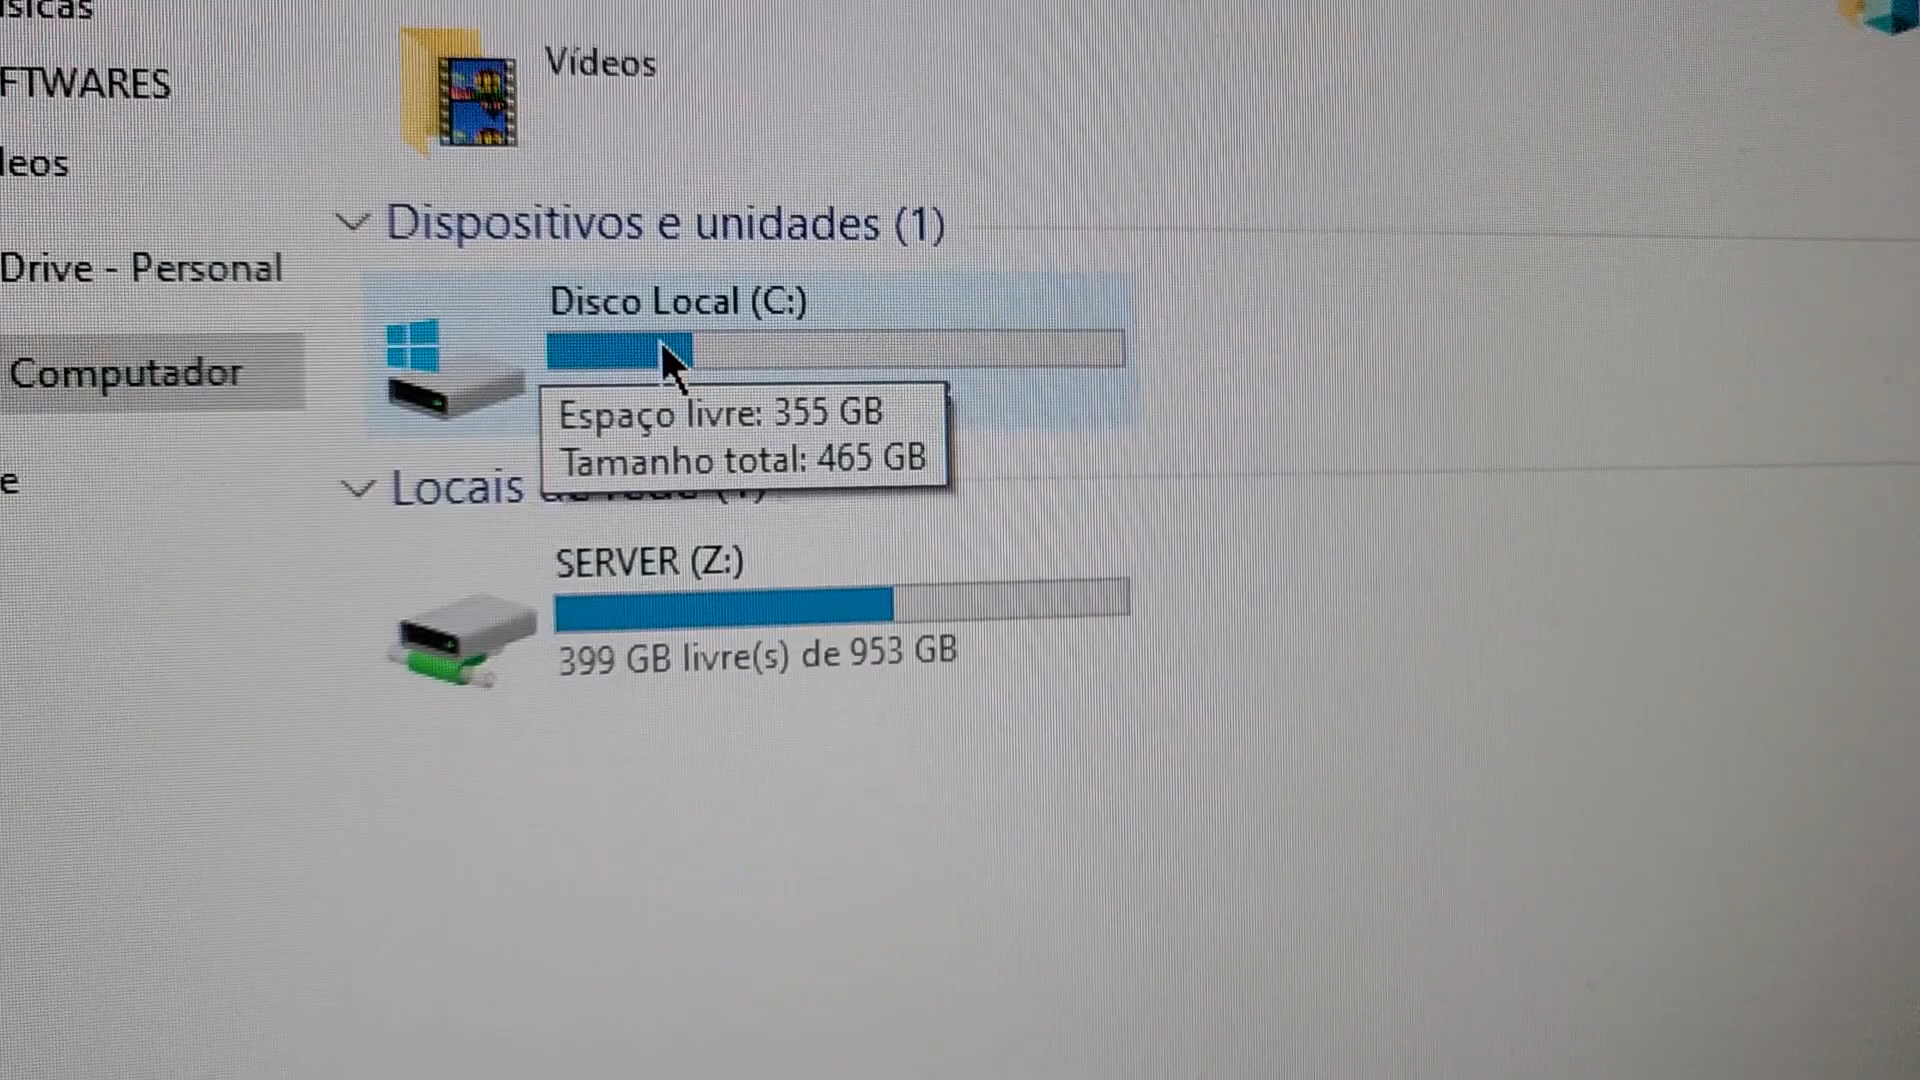 FTWARES
leos
Drive - Personal
Computador
e
Vídeos
Dispositivos e unidades (1)
Disco Local (C:)
Espaço livre: 355 GB
Tamanho total: 465 GB
Locais
SERVER (Z:)
399 GB livre(s) de 953 GB